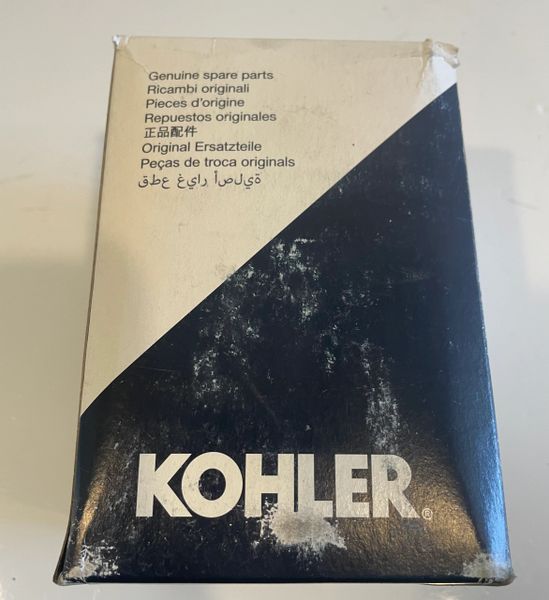 Genuine spare parts
Ricambi originali
Pieces d'origine
Repuestos originales
正品配件
Original Ersatzteile
Peças de troca originals
قطع غيار أصلية
KOHLER®